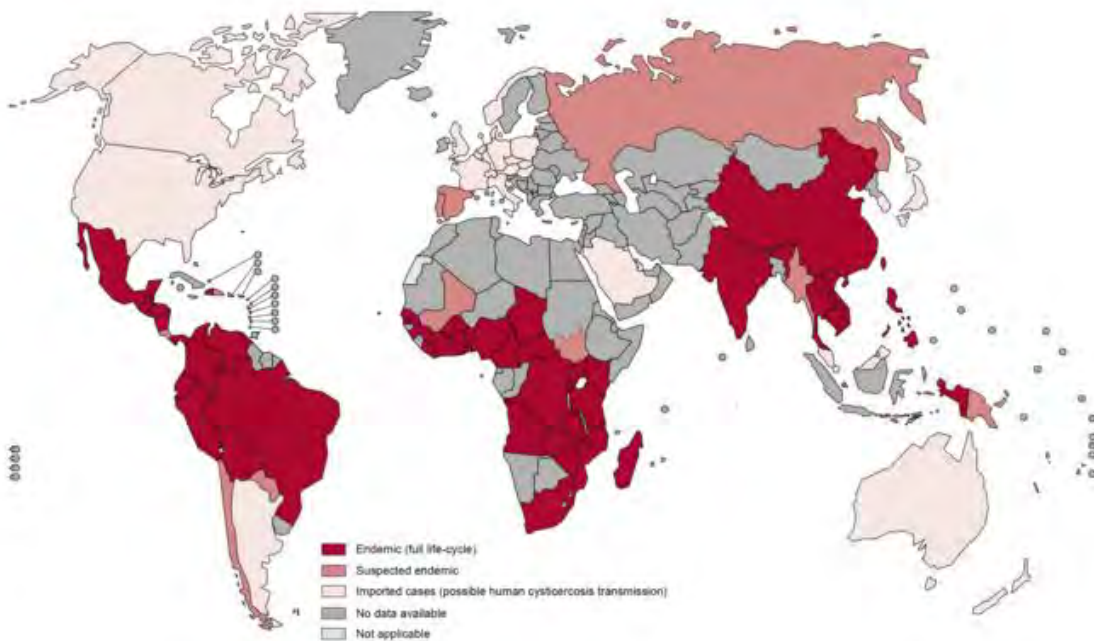 Endemic (full life-cycle)
Suspected endemic
Imported cases (possible human cysticercosis transmission)
No data available
Not applicable